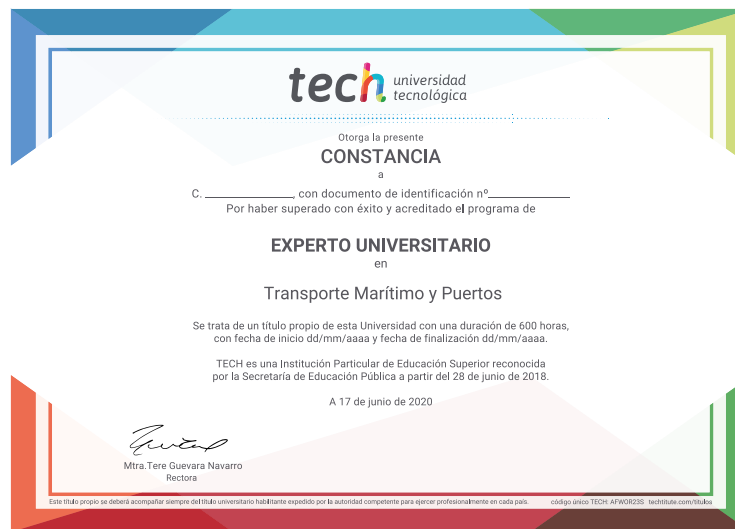 tech universidad
tecnológica
Otorga la presente
CONSTANCIA
a
C. ______________, con documento de identificación nº______________
Por haber superado con éxito y acreditado el programa de
EXPERTO UNIVERSITARIO
en
Transporte Marítimo y Puertos
Se trata de un título propio de esta Universidad con una duración de 600 horas,
con fecha de inicio dd/mm/aaaa y fecha de finalización dd/mm/aaaa.
TECH es una Institución Particular de Educación Superior reconocida
por la Secretaría de Educación Pública a partir del 28 de junio de 2018.
A 17 de junio de 2020
Mtra.Tere Guevara Navarro
Rectora
Este título propio se deberá acompañar siempre del título universitario habilitante expedido por la autoridad competente para ejercer profesionalmente en cada país. código único TECH: AFWOR23S techtitute.com/titulos